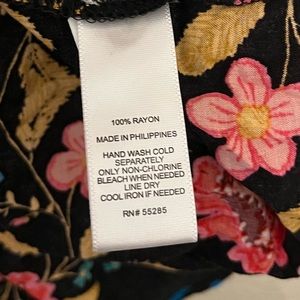 100% RAYON
MADE IN PHILIPPINES
HAND WASH COLD
SEPARATELY
ONLY NON-CHLORINE
BLEACH WHEN NEEDED
LINE DRY
COOL IRON IF NEEDED
RN# 55285